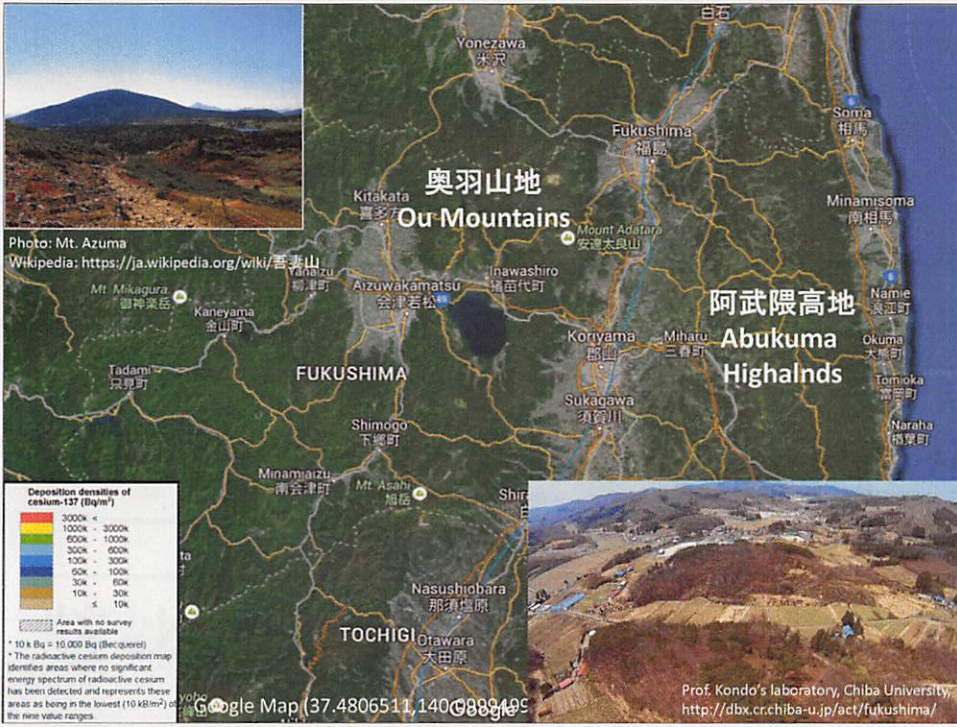 白石
Yonezawa
米沢
6
Soma
相馬
Fukushima
福島
奥羽山地
Ou Mountains
Kitakata
Minamisoma
南相馬
Mount Adatara
安達太良山
Photo: Mt. Azuma
Wikipedia: https://ja.wikipedia.org/wiki/吾妻山
Yanaizu
柳津町
Inawashiro
猪苗代町
6
Mt. Mikagura
御神楽岳
Aizuwakamatsu
会津若松
49
Namie
浪江町
阿武隈高地
Abukuma
Highalnds
Kaneyama
金山町
Koriyama
郡山
Miharu
三春町
Okuma
大熊町
Tadami
只見町
FUKUSHIMA
Tomioka
富岡町
Sukagawa
須賀川
Shimogo
下郷町
Naraha
楢葉町
Minamiaizu
南会津町
Mt. Asahi
旭岳
Deposition densities of
cesium-137 (Bq/m²)
3000k <
1000k - 3000k
600k - 1000k
300k - 600k
100k - 300k
60k - 100k
30k - 60k
10k - 30k
≤ 10k
Area with no survey
results available
* 10 k Bq = 10,000 Bq (Becquerel)
* The radioactive cesium deposition map
identifies areas where no significant
energy spectrum of radioactive cesium
has been detected and represents these
areas as being in the lowest (10 kB/m²) of
the nine value ranges.
Nasushiobara
那須塩原
TOCHIGI
Otawara
大田原
Google Map (37.4806511,140
Google
Prof. Kondo's laboratory, Chiba University,
http://dbx.cr.chiba-u.jp/act/fukushima/